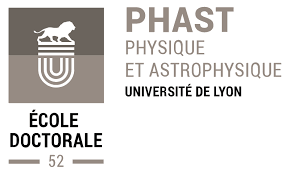 PHAST
PHYSIQUE
ET ASTROPHYSIQUE
UNIVERSITÉ DE LYON
ÉCOLE
DOCTORALE
52